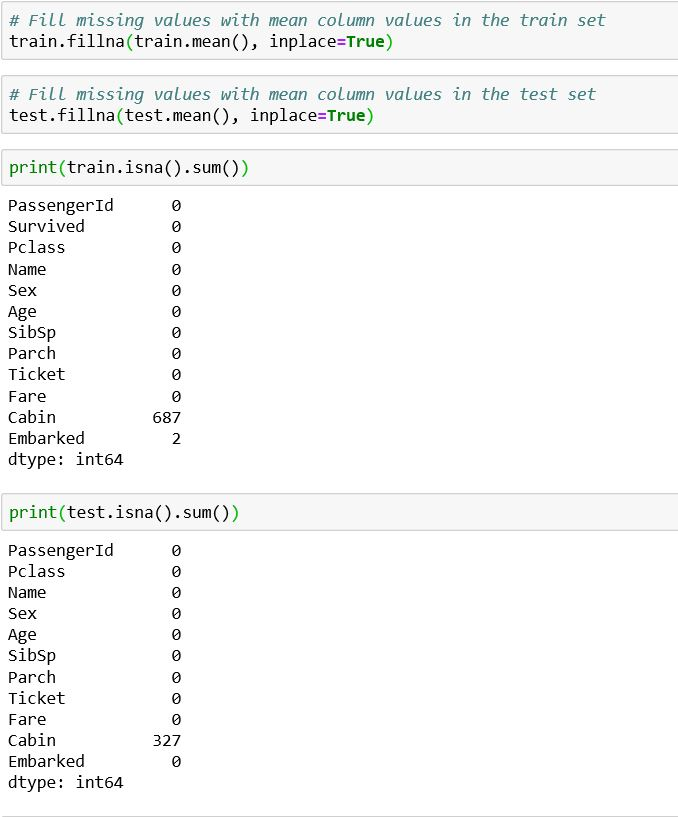 # Fill missing values with mean column values in the train set
train.fillna(train.mean(), inplace=True)
# Fill missing values with mean column values in the test set
test.fillna(test.mean(), inplace=True)
print(train.isna().sum())
PassengerId 0
Survived 0
Pclass 0
Name 0
Sex 0
Age 0
SibSp 0
Parch 0
Ticket 0
Fare 0
Cabin 687
Embarked 2
dtype: int64
print(test.isna().sum())
PassengerId 0
Pclass 0
Name 0
Sex 0
Age 0
SibSp 0
Parch 0
Ticket 0
Fare 0
Cabin 327
Embarked 0
dtype: int64